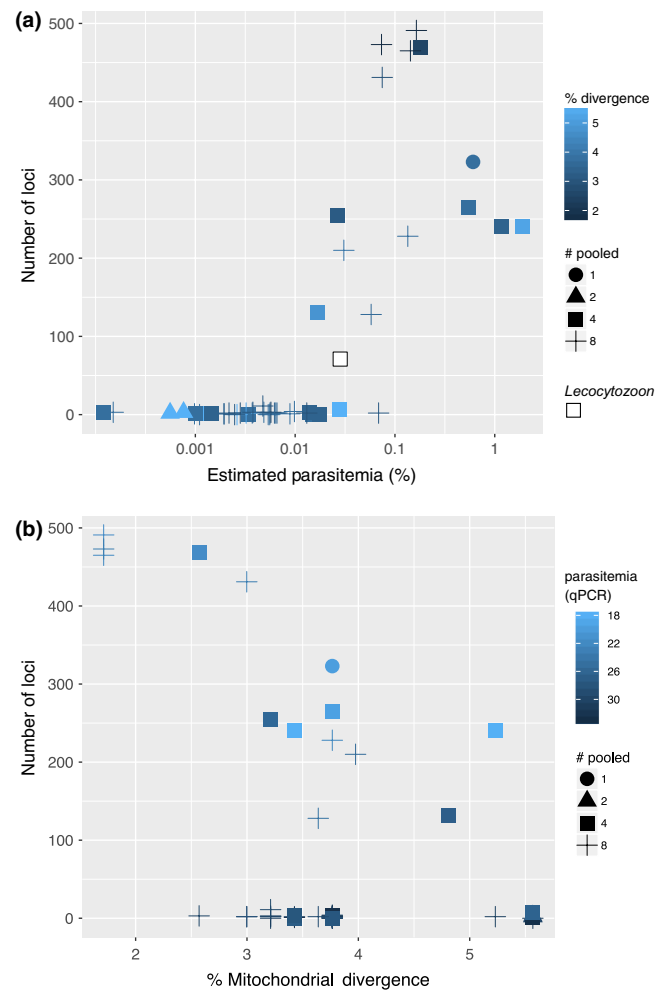 (a)
500
400
300
200
100
0
Number of loci
0.001 0.01 0.1 1
Estimated parasitemia (%)
% divergence
5
4
3
2
# pooled
1
2
4
8
Lecocytozoon
(b)
500
400
300
200
100
0
Number of loci
2 3 4 5
% Mitochondrial divergence
parasitemia
(qPCR)
18
22
26
30
# pooled
1
2
4
8